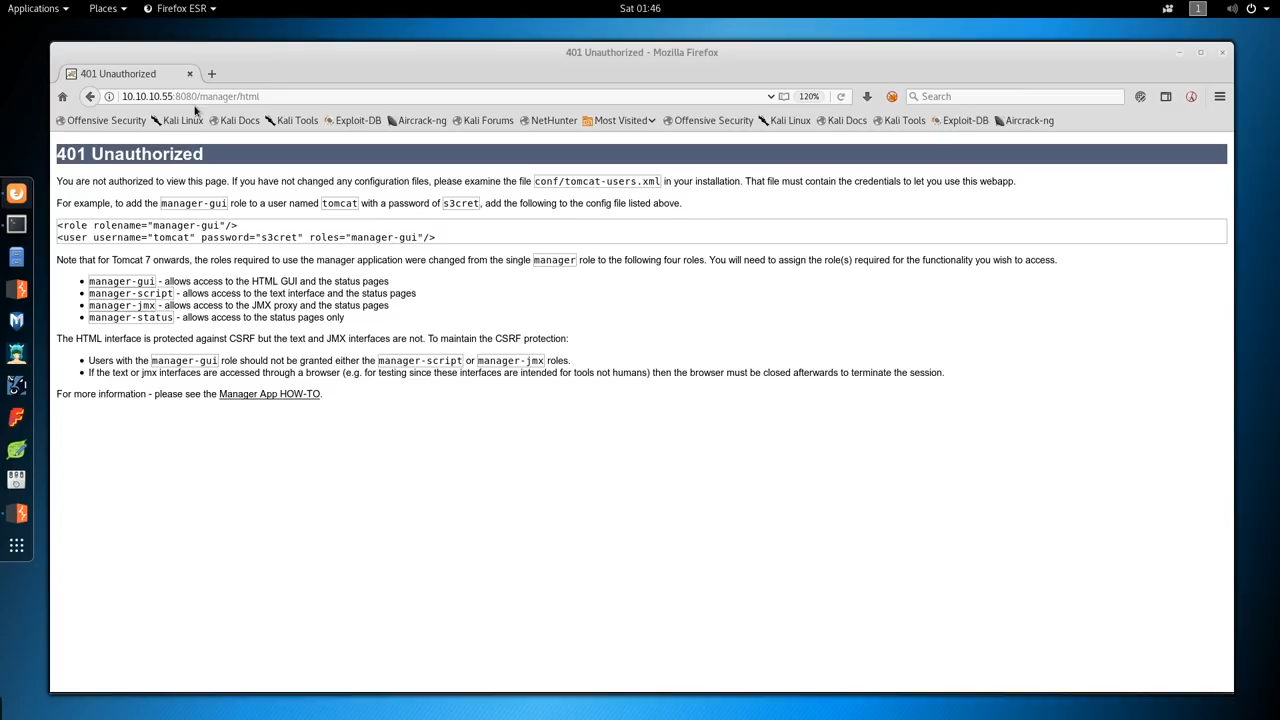 Applications Places Firefox ESR Sat 01:46 1
401 Unauthorized - Mozilla Firefox
401 Unauthorized
10.10.10.55:8080/manager/html 120% Search
Offensive Security Kali Linux Kali Docs Kali Tools Exploit-DB Aircrack-ng Kali Forums NetHunter Most Visited Offensive Security Kali Linux Kali Docs Kali Tools Exploit-DB Aircrack-ng
401 Unauthorized
You are not authorized to view this page. If you have not changed any configuration files, please examine the file conf/tomcat-users.xml in your installation. That file must contain the credentials to let you use this webapp.
For example, to add the manager-gui role to a user named tomcat with a password of s3cret, add the following to the config file listed above.
<role rolename="manager-gui"/>
<user username="tomcat" password="s3cret" roles="manager-gui"/>
Note that for Tomcat 7 onwards, the roles required to use the manager application were changed from the single manager role to the following four roles. You will need to assign the role(s) required for the functionality you wish to access.
manager-gui - allows access to the HTML GUI and the status pages
manager-script - allows access to the text interface and the status pages
manager-jmx - allows access to the JMX proxy and the status pages
manager-status - allows access to the status pages only
The HTML interface is protected against CSRF but the text and JMX interfaces are not. To maintain the CSRF protection:
Users with the manager-gui role should not be granted either the manager-script or manager-jmx roles.
If the text or jmx interfaces are accessed through a browser (e.g. for testing since these interfaces are intended for tools not humans) then the browser must be closed afterwards to terminate the session.
For more information - please see the Manager App HOW-TO.